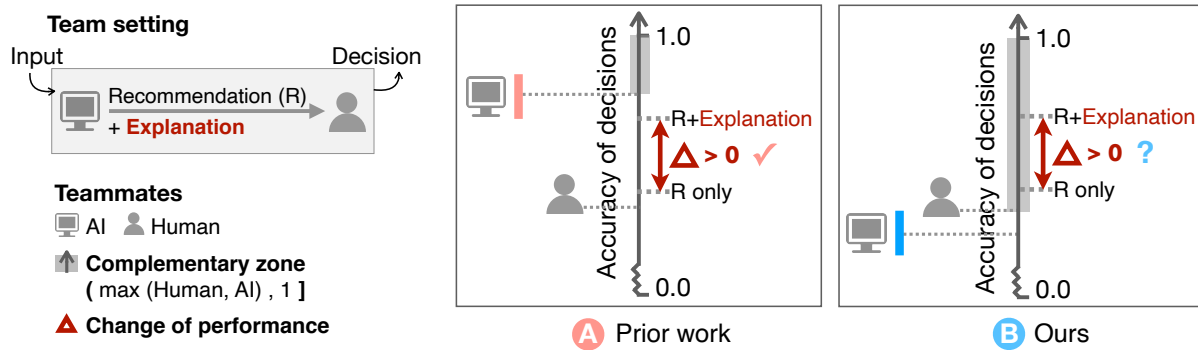 Team setting
Input
Decision
Recommendation (R)
+ Explanation
Teammates
AI
Human
Complementary zone
( max (Human, AI) , 1 ]
Change of performance
Accuracy of decisions
1.0
R+Explanation
> 0
R only
0.0
A Prior work
Accuracy of decisions
1.0
R+Explanation
> 0 ?
R only
0.0
B Ours